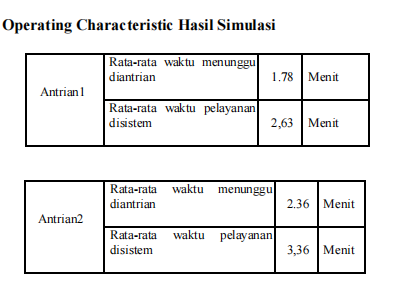 Operating Characteristic Hasil Simulasi
Antrian1
Rata-rata waktu menunggu
diantrian
1.78 Menit
Rata-rata waktu pelayanan
disistem
2,63 Menit
Antrian2
Rata-rata waktu menunggu
diantrian
2.36 Menit
Rata-rata waktu pelayanan
disistem
3,36 Menit